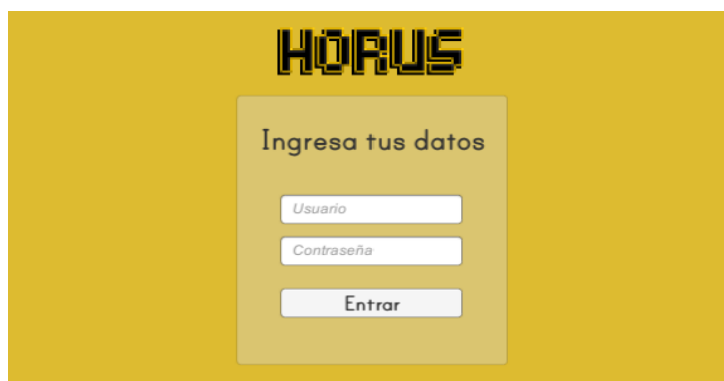 HORUS
Ingresa tus datos
Usuario
Contraseña
Entrar